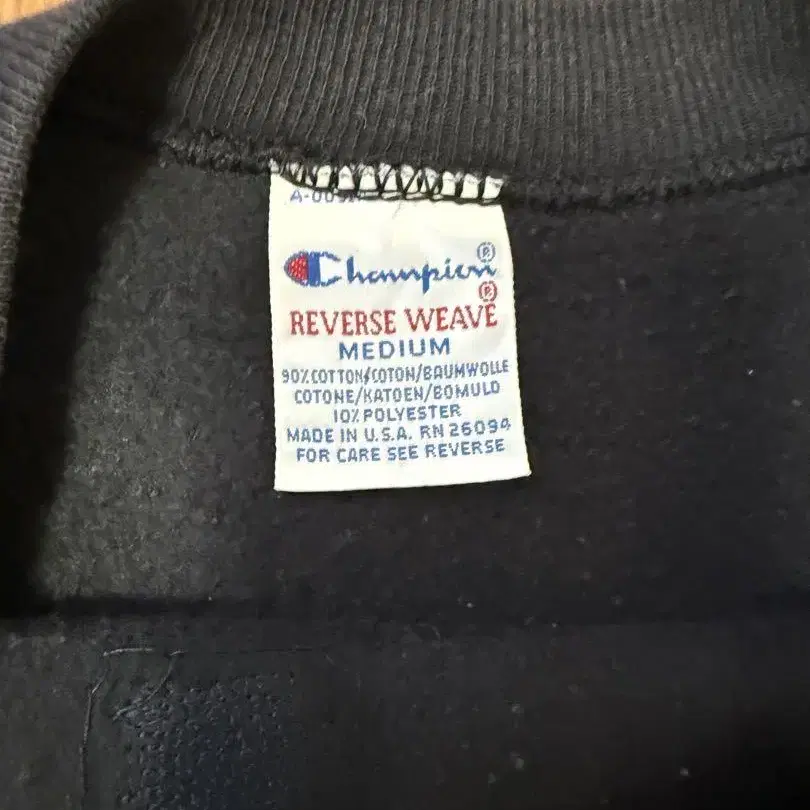 Champion®
®
REVERSE WEAVE
MEDIUM
90% COTTON/COTON/BAUMWOLLE
COTONE/KATOEN/BOMULD
10% POLYESTER
MADE IN U.S.A. RN 26094
FOR CARE SEE REVERSE